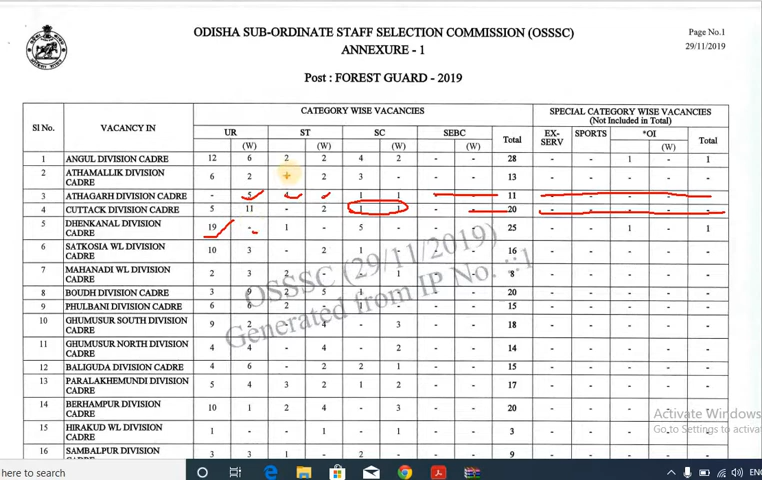 ODISHA SUB-ORDINATE STAFF SELECTION COMMISSION (OSSSC)
Page No.1
ANNEXURE - 1
29/11/2019
Post : FOREST GUARD - 2019
Sl No. VACANCY IN CATEGORY WISE VACANCIES SPECIAL CATEGORY WISE VACANCIES (Not Included in Total)
UR ST SC SEBC Total EX-SERV SPORTS *OI Total
(W) (W) (W) (W) (W)
1 ANGUL DIVISION CADRE 12 6 2 2 4 2 - - 28 - - 1 - 1
2 ATHAMALLIK DIVISION CADRE 6 2 2 3 - - - 13 - - - - -
3 ATHAGARH DIVISION CADRE - 5 4 1 1 - - 11 - - - - -
4 CUTTACK DIVISION CADRE 5 11 - 2 1 1 - - 20 - - - - -
5 DHENKANAL DIVISION CADRE 19 - 1 - 5 - - - 25 - - 1 - 1
6 SATKOSIA WL DIVISION CADRE 10 3 - 2 1 - - - 16 - - - - -
7 MAHANADI WL DIVISION CADRE 2 3 2 - - 1 - - 8 - - - - -
8 BOUDH DIVISION CADRE 3 9 2 5 1 - - - 20 - - - - -
9 PHULBANI DIVISION CADRE 6 6 2 - - - 15 - - - - -
10 GHUMUSUR SOUTH DIVISION CADRE 9 2 - 4 - 3 - - 18 - - - - -
11 GHUMUSUR NORTH DIVISION CADRE 4 4 - 4 - 2 - - 14 - - - - -
12 BALIGUDA DIVISION CADRE 4 6 - 2 2 1 - - 15 - - - - -
13 PARALAKHEMUNDI DIVISION CADRE 5 4 3 2 1 2 - - 17 - - - - -
14 BERHAMPUR DIVISION CADRE 10 1 2 4 - 3 - - 20 - - - - -
15 HIRAKUD WL DIVISION CADRE 1 - - 1 - 1 - - 3 - - - - -
16 SAMBALPUR DIVISION 3 3 1 - 2 - - - 9 - - - - -
OSSSC (29/11/2019)
Generated from IP No. ::1
Activate Windows
Go to Settings to activa
here to search
ENG